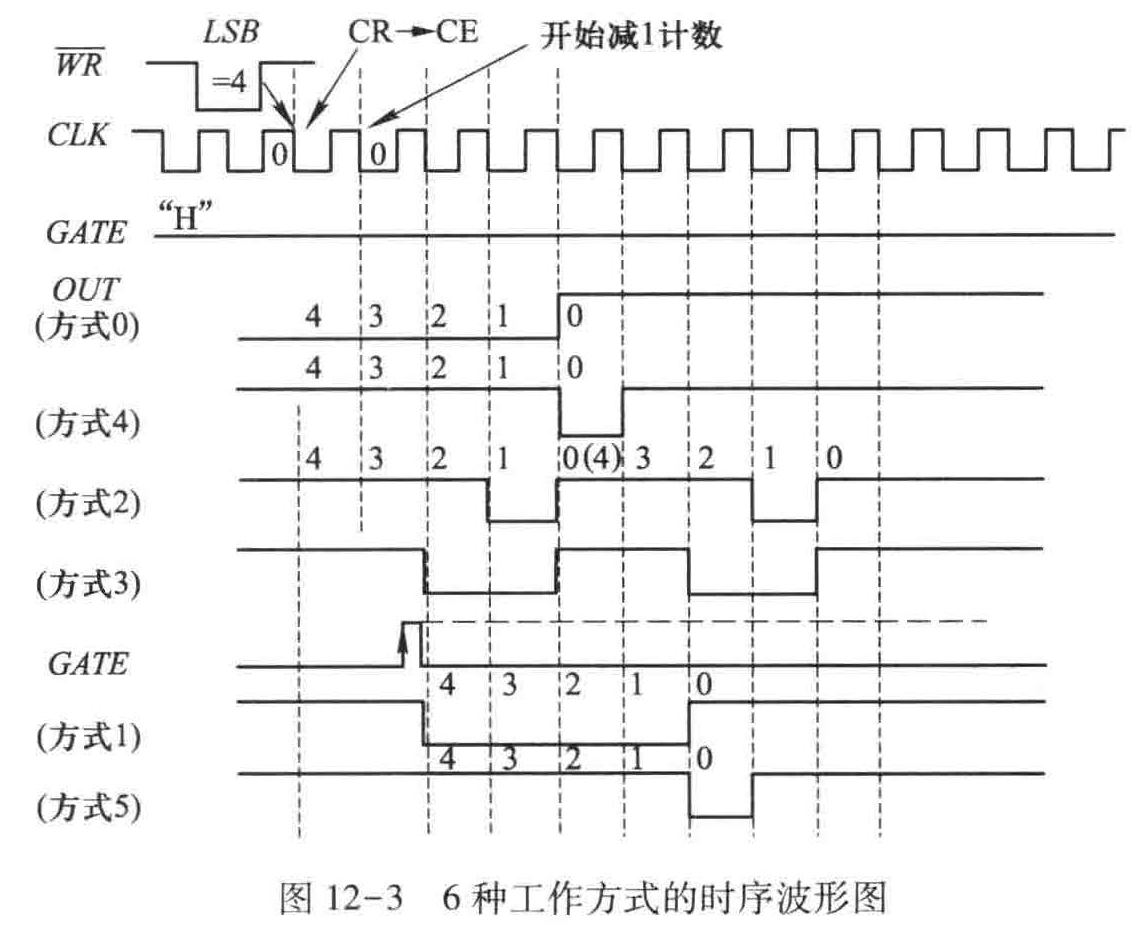 LSB CR→CE 开始减1计数
WR =4
CLK 0 0
“H”
GATE
OUT
(方式0) 4 3 2 1 0
4 3 2 1 0
(方式4)
4 3 2 1 0(4) 3 2 1 0
(方式2)
(方式3)
GATE
4 3 2 1 0
(方式1)
4 3 2 1 0
(方式5)
图 12-3 6 种工作方式的时序波形图